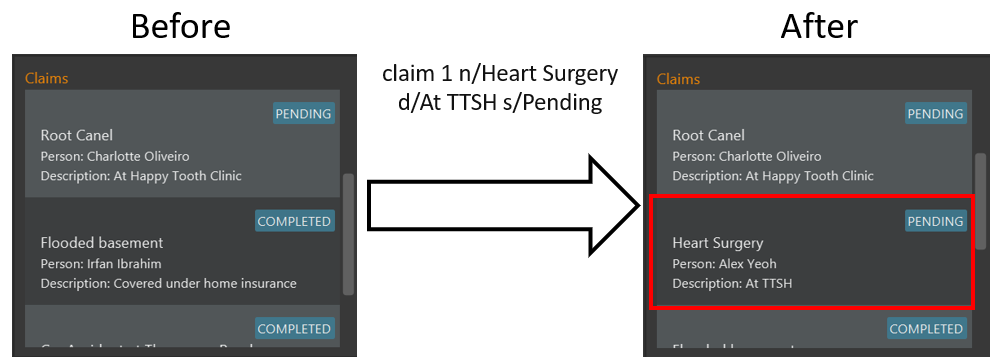 Before
After
claim 1 n/Heart Surgery
d/At TTSH s/Pending
Claims
PENDING
Root Canel
Person: Charlotte Oliveiro
Description: At Happy Tooth Clinic
COMPLETED
Flooded basement
Person: Irfan Ibrahim
Description: Covered under home insurance
COMPLETED
Claims
PENDING
Root Canel
Person: Charlotte Oliveiro
Description: At Happy Tooth Clinic
PENDING
Heart Surgery
Person: Alex Yeoh
Description: At TTSH
COMPLETED